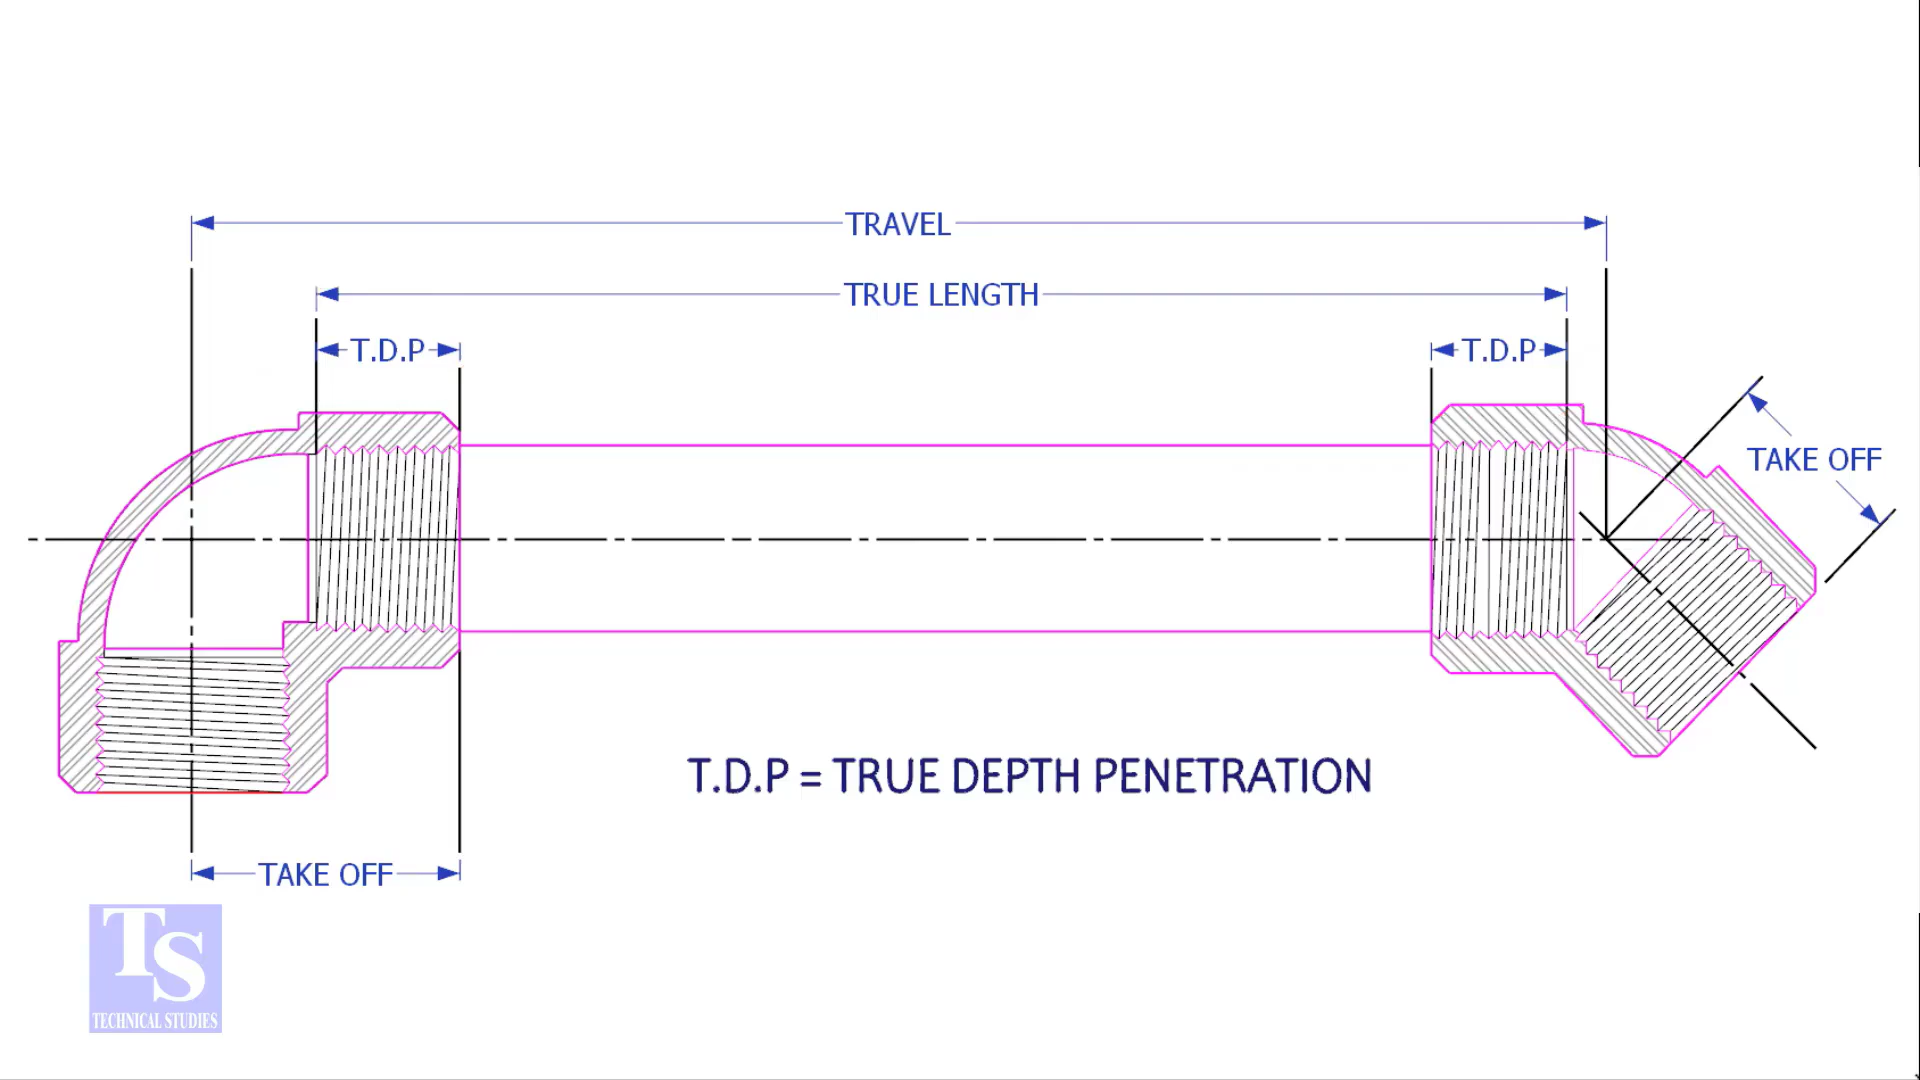 TRAVEL
TRUE LENGTH
T.D.P
T.D.P
TAKE OFF
T.D.P = TRUE DEPTH PENETRATION
TAKE OFF
TS
TECHNICAL STUDIES